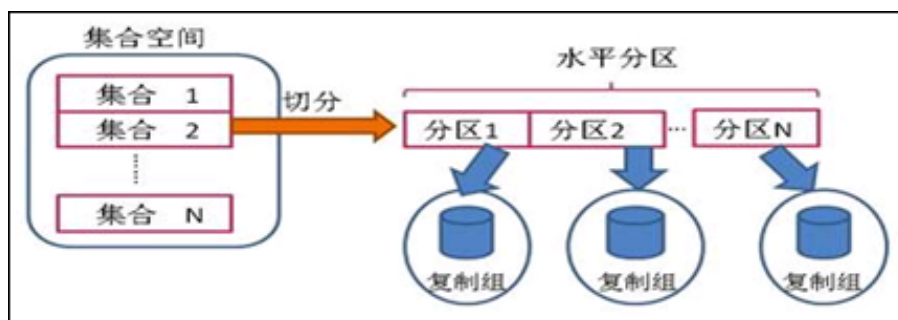 集合空间
集合 1
集合 2
集合 N
切分
水平分区
分区1 分区2 ... 分区N
复制组 复制组 复制组